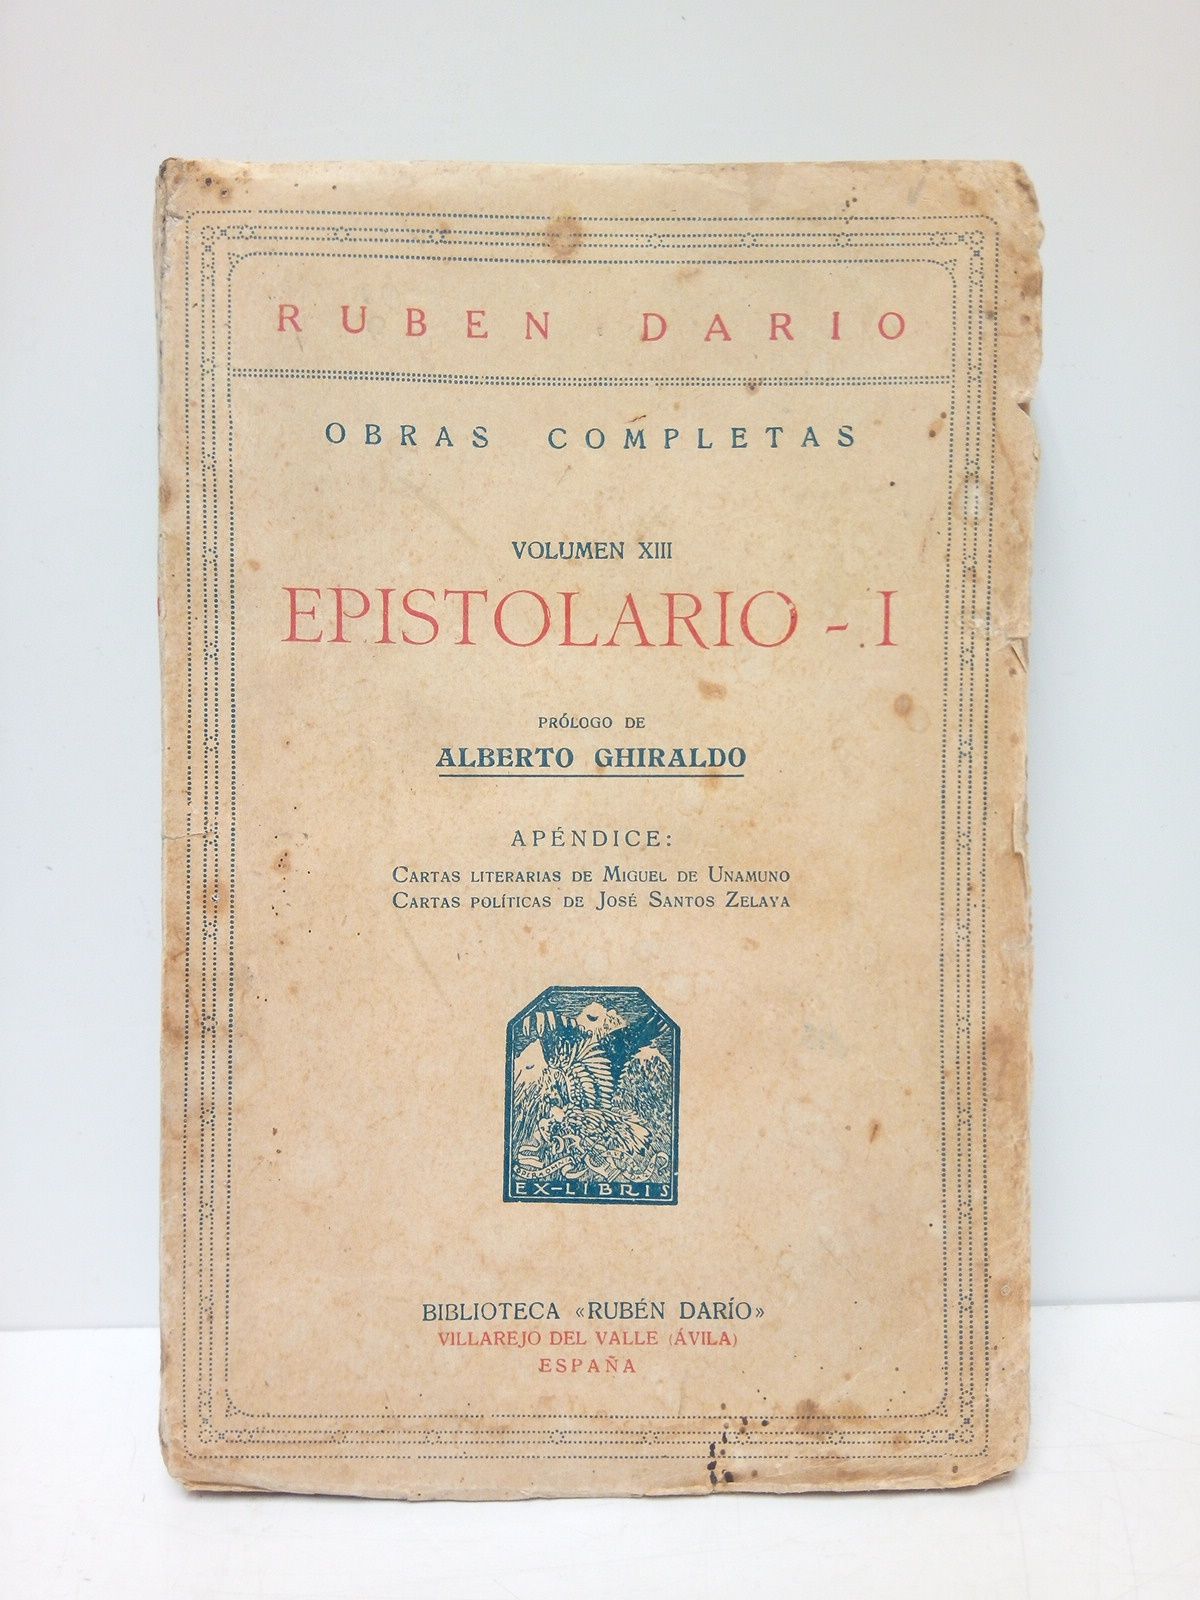 RUBEN DARIO
OBRAS COMPLETAS
VOLUMEN XIII
EPISTOLARIO - I
PRÓLOGO DE
ALBERTO GHIRALDO
APÉNDICE:
CARTAS LITERARIAS DE MIGUEL DE UNAMUNO
CARTAS POLÍTICAS DE JOSÉ SANTOS ZELAYA
EX-LIBRIS
BIBLIOTECA «RUBÉN DARÍO»
VILLAREJO DEL VALLE (ÁVILA)
ESPAÑA